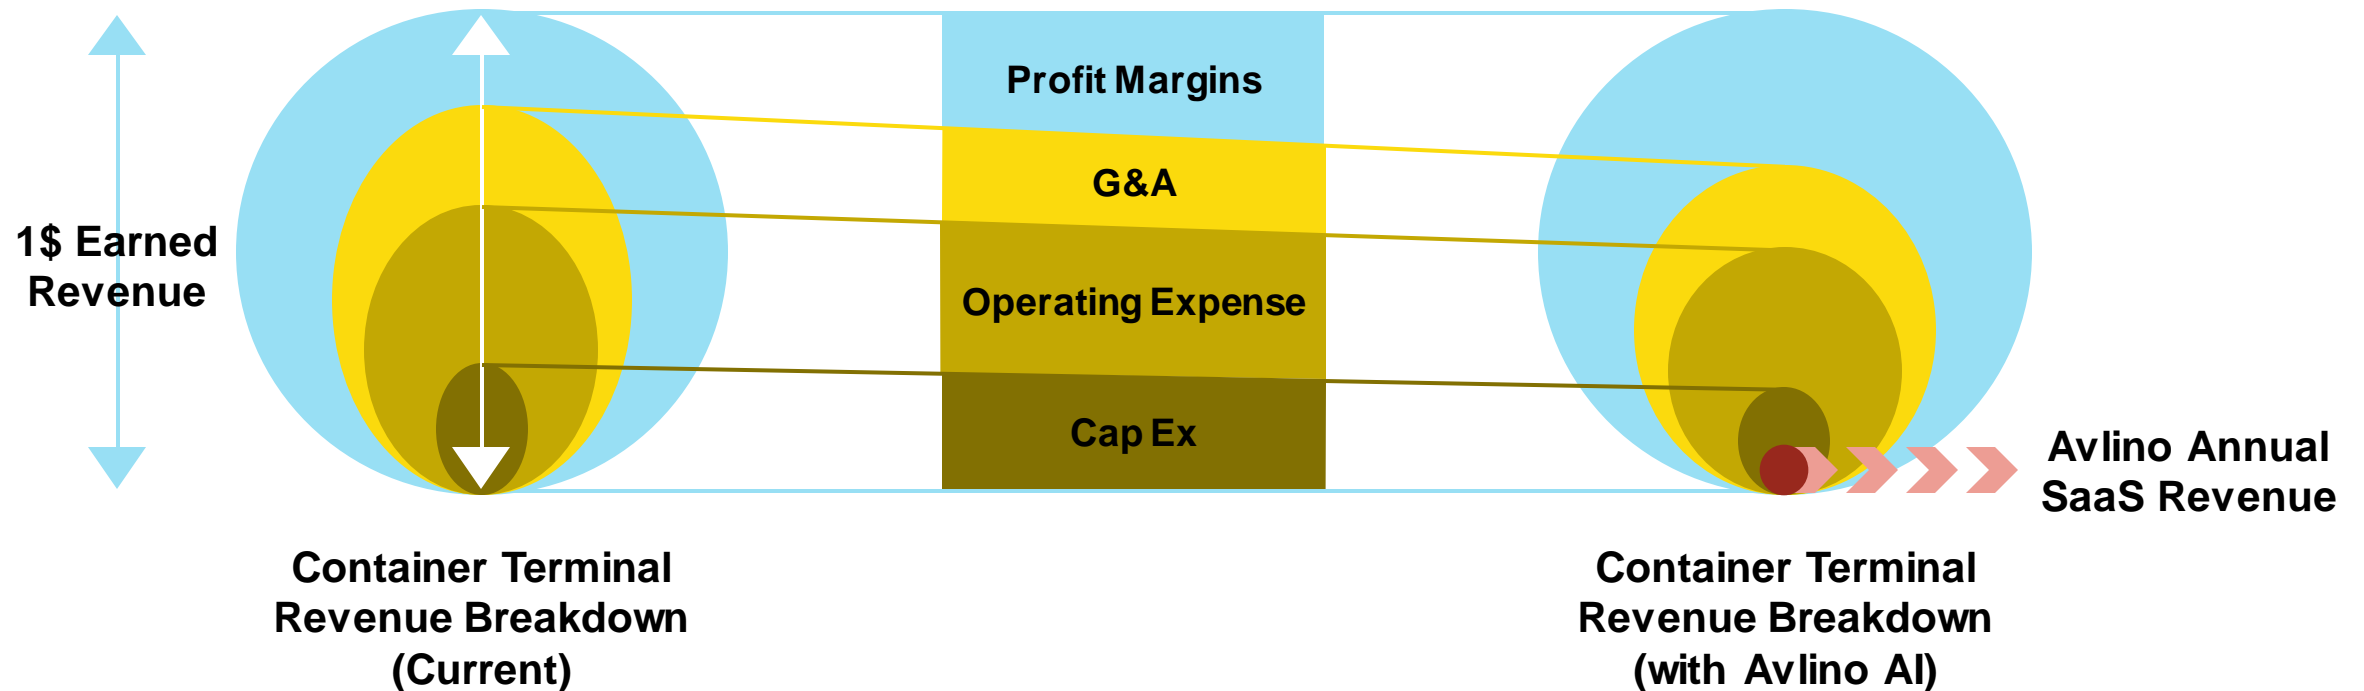 Profit Margins
G&A
1$ Earned
Revenue
Operating Expense
Cap Ex
Avlino Annual
SaaS Revenue
Container Terminal
Revenue Breakdown
(Current)
Container Terminal
Revenue Breakdown
(with Avlino AI)